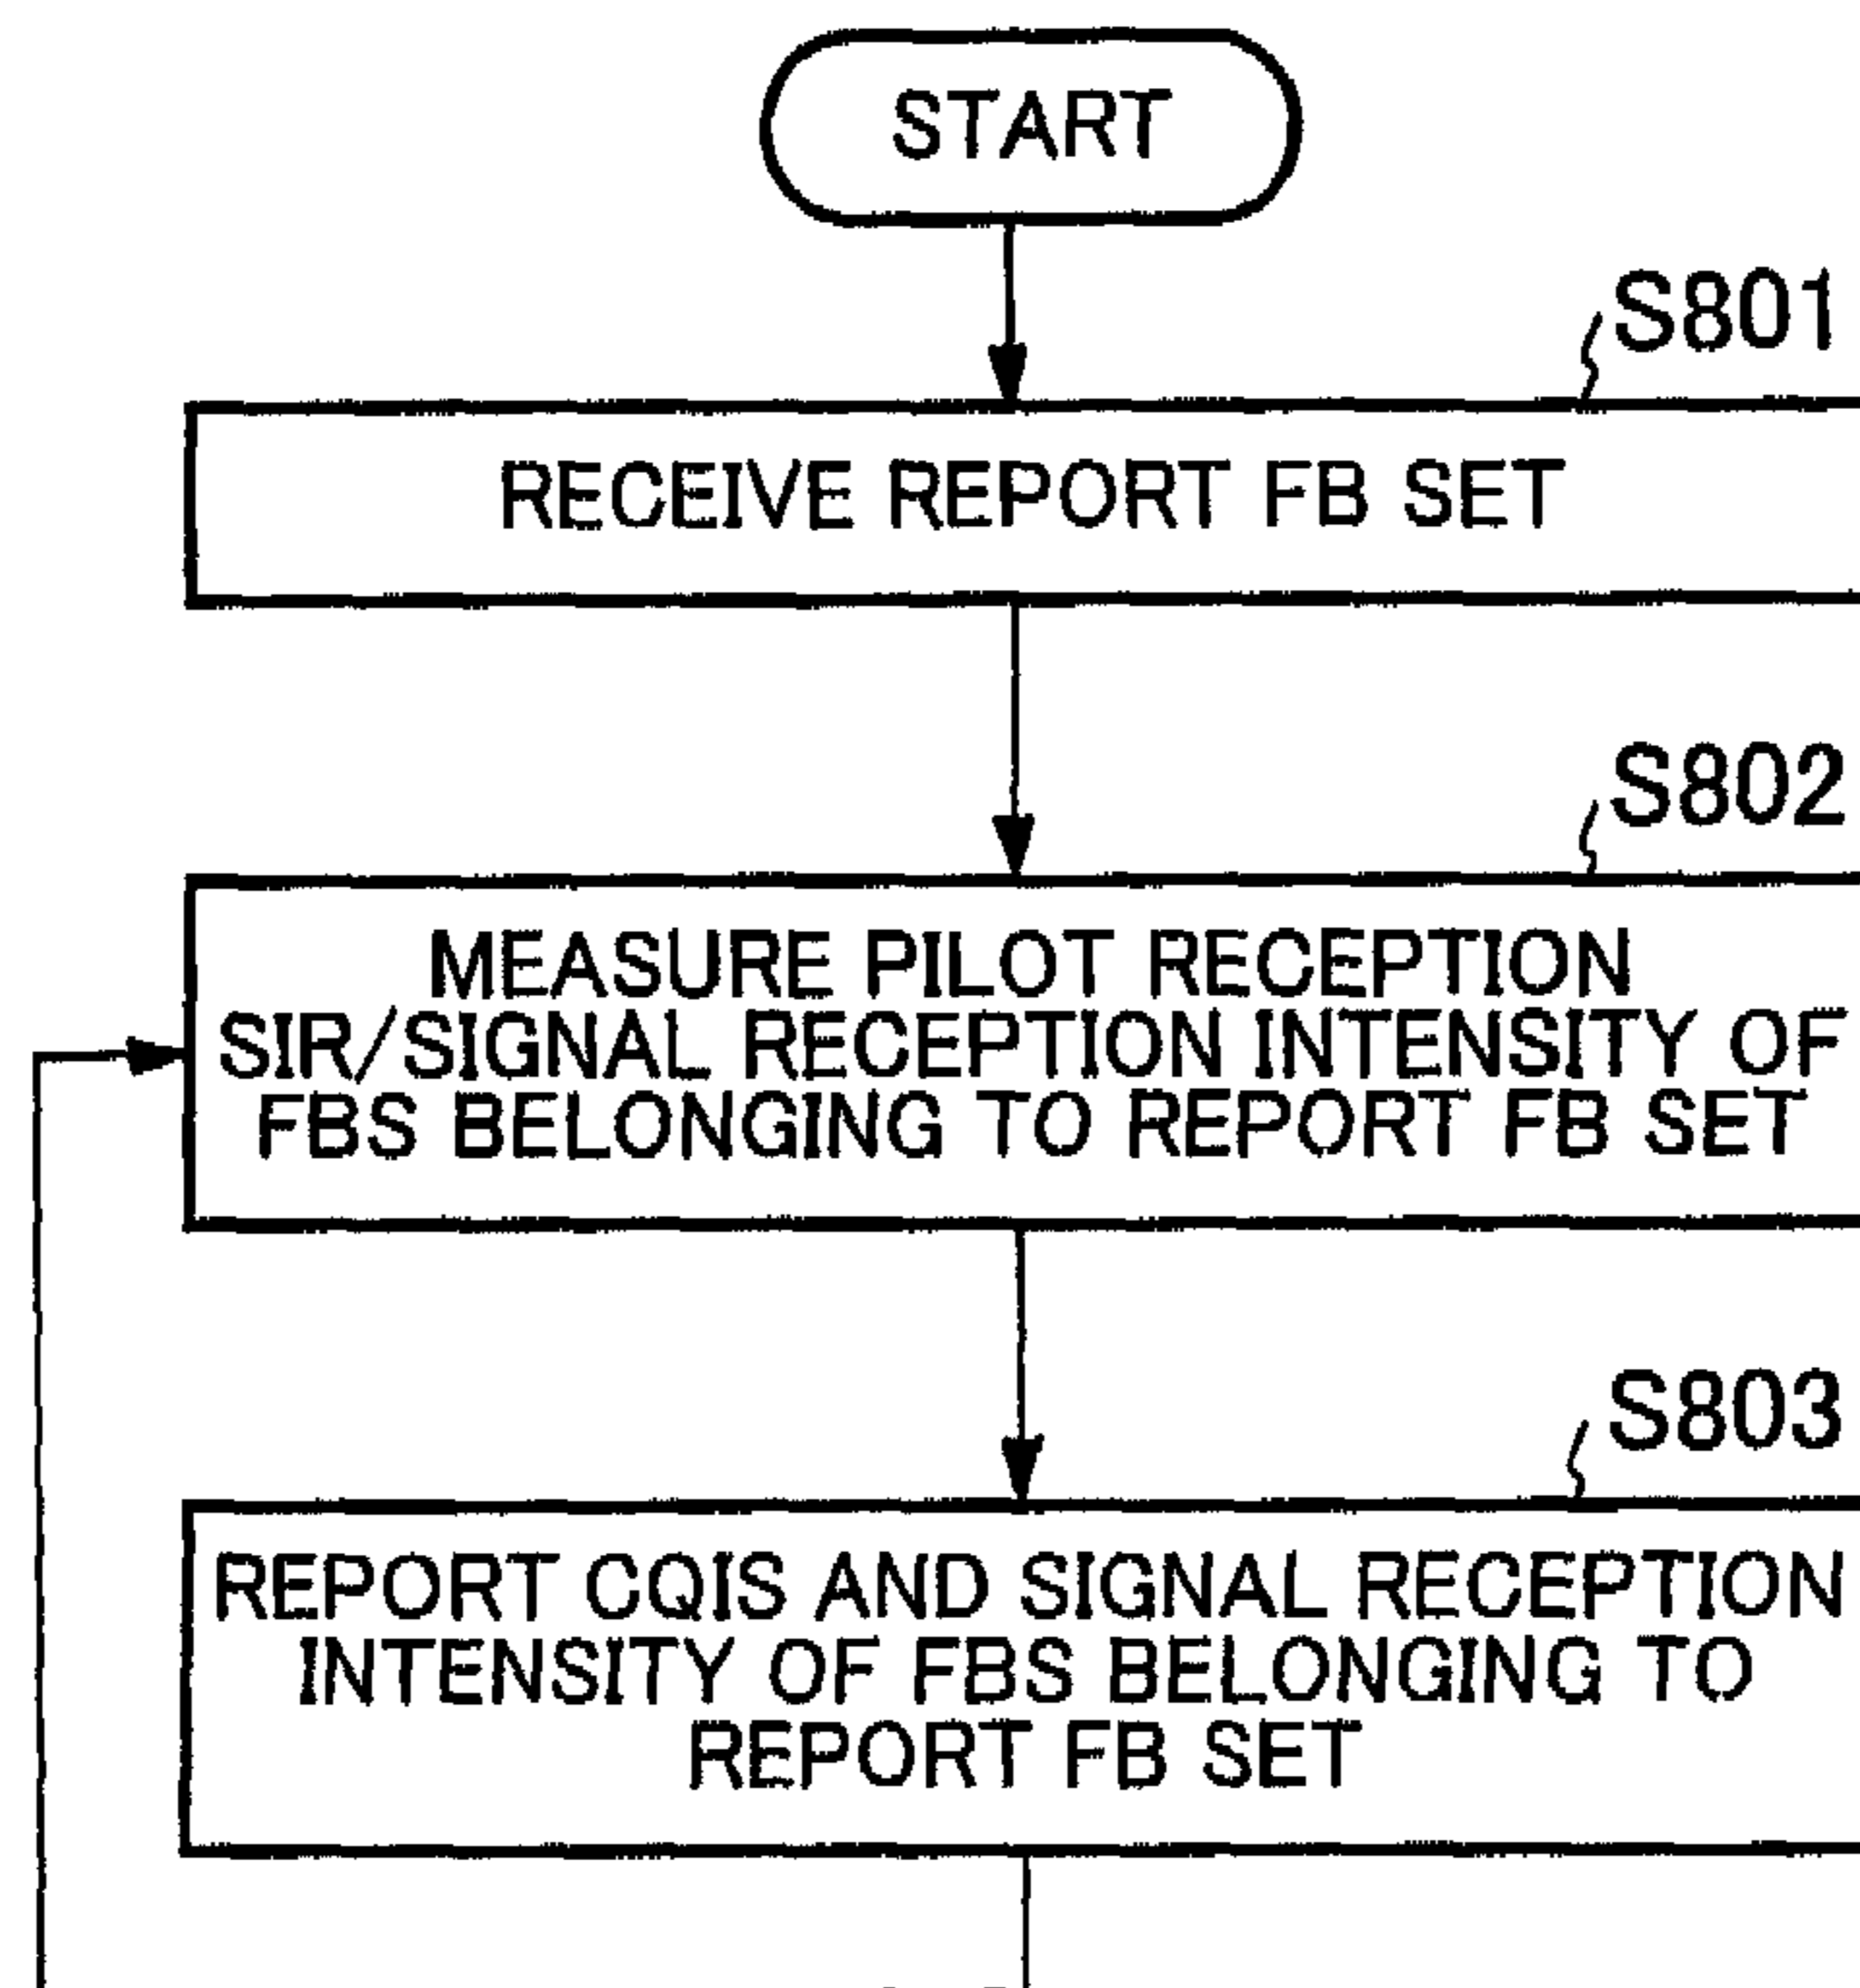 START
S801
RECEIVE REPORT FB SET
S802
MEASURE PILOT RECEPTION
SIR/SIGNAL RECEPTION INTENSITY OF
FBS BELONGING TO REPORT FB SET
S803
REPORT CQIS AND SIGNAL RECEPTION
INTENSITY OF FBS BELONGING TO
REPORT FB SET